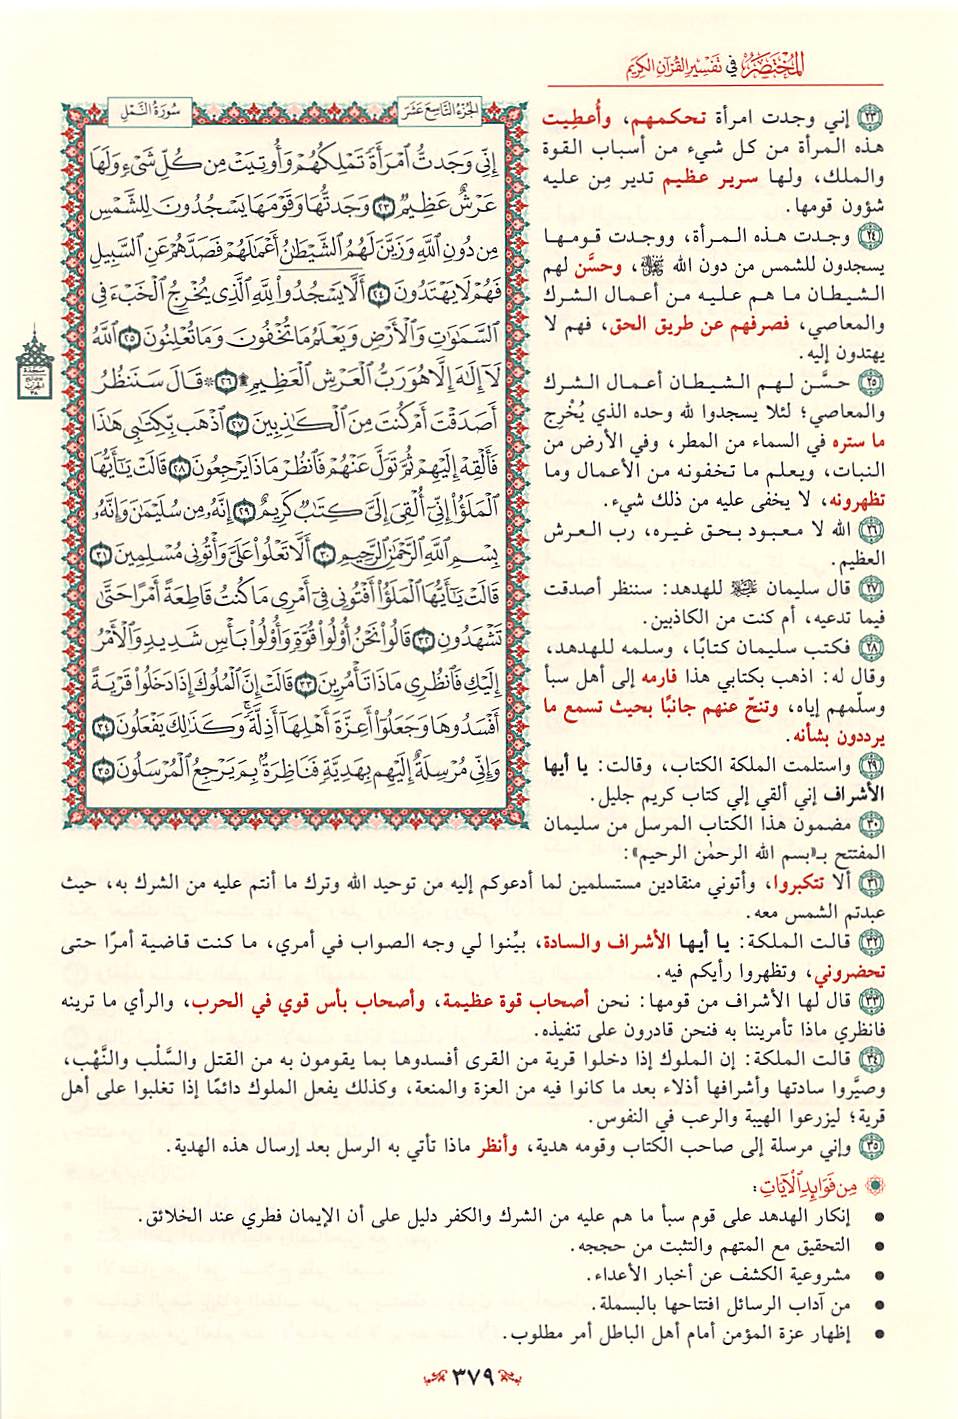 المختصر في تفسير القرآن الكريم
الجزء التاسع عشر
سورة النمل
إِنِّي وَجَدتُّ ٱمْرَأَةً تَمْلِكُهُمْ وَأُوتِيَتْ مِن كُلِّ شَيْءٍ وَلَهَا
عَرْشٌ عَظِيمٌ ٢٣ وَجَدتُّهَا وَقَوْمَهَا يَسْجُدُونَ لِلشَّمْسِ
مِن دُونِ ٱللَّهِ وَزَيَّنَ لَهُمُ ٱلشَّيْطَٰنُ أَعْمَٰلَهُمْ فَصَدَّهُمْ عَنِ ٱلسَّبِيلِ
فَهُمْ لَا يَهْتَدُونَ ٢٤ أَلَّا يَسْجُدُواْ لِلَّهِ ٱلَّذِي يُخْرِجُ ٱلْخَبْءَ فِي
ٱلسَّمَٰوَٰتِ وَٱلْأَرْضِ وَيَعْلَمُ مَا تُخْفُونَ وَمَا تُعْلِنُونَ ٢٥ ٱللَّهُ
لَآ إِلَٰهَ إِلَّا هُوَ رَبُّ ٱلْعَرْشِ ٱلْعَظِيمِ ۩ ٢٦ ۞ قَالَ سَنَنظُرُ
أَصَدَقْتَ أَمْ كُنتَ مِنَ ٱلْكَٰذِبِينَ ٢٧ ٱذْهَب بِّكِتَٰبِي هَٰذَا
فَأَلْقِهْ إِلَيْهِمْ ثُمَّ تَوَلَّ عَنْهُمْ فَٱنظُرْ مَاذَا يَرْجِعُونَ ٢٨ قَالَتْ يَٰٓأَيُّهَا
ٱلْمَلَؤُاْ إِنِّيٓ أُلْقِيَ إِلَيَّ كِتَٰبٌ كَرِيمٌ ٢٩ إِنَّهُۥ مِن سُلَيْمَٰنَ وَإِنَّهُۥ
بِسْمِ ٱللَّهِ ٱلرَّحْمَٰنِ ٱلرَّحِيمِ ٣٠ أَلَّا تَعْلُواْ عَلَيَّ وَأْتُونِي مُسْلِمِينَ ٣١
قَالَتْ يَٰٓأَيُّهَا ٱلْمَلَؤُاْ أَفْتُونِي فِيٓ أَمْرِي مَا كُنتُ قَاطِعَةً أَمْرًا حَتَّىٰ
تَشْهَدُونِ ٣٢ قَالُواْ نَحْنُ أُوْلُواْ قُوَّةٍ وَأُوْلُواْ بَأْسٍ شَدِيدٍ وَٱلْأَمْرُ
إِلَيْكِ فَٱنظُرِي مَاذَا تَأْمُرِينَ ٣٣ قَالَتْ إِنَّ ٱلْمُلُوكَ إِذَا دَخَلُواْ قَرْيَةً
أَفْسَدُوهَا وَجَعَلُوٓاْ أَعِزَّةَ أَهْلِهَآ أَذِلَّةً ۖ وَكَذَٰلِكَ يَفْعَلُونَ ٣٤
وَإِنِّي مُرْسِلَةٌ إِلَيْهِم بِهَدِيَّةٍ فَنَاظِرَةٌۢ بِمَ يَرْجِعُ ٱلْمُرْسَلُونَ ٣٥
سجدة
٢٣ إني وجدت امرأة تحكمهم، وأُعطِيت
هذه المرأة من كل شيء من أسباب القوة
والملك، ولها سرير عظيم تدير مِن عليه
شؤون قومها.
٢٤ وجدت هذه المرأة، ووجدت قومها
يسجدون للشمس من دون الله ﷾، وحسَّن لهم
الشيطان ما هم عليه من أعمال الشرك
والمعاصي، فصرفهم عن طريق الحق، فهم لا
يهتدون إليه.
٢٥ حسَّن لهم الشيطان أعمال الشرك
والمعاصي؛ لئلا يسجدوا لله وحده الذي يُخْرِج
ما ستره في السماء من المطر، وفي الأرض من
النبات، ويعلم ما تخفونه من الأعمال وما
تظهرونه، لا يخفى عليه من ذلك شيء.
٢٦ الله لا معبود بحق غيره، رب العرش
العظيم.
٢٧ قال سليمان للهدهد: سننظر أصدقت
فيما تدعيه، أم كنت من الكاذبين.
٢٨ فكتب سليمان كتابًا، وسلمه للهدهد،
وقال له: اذهب بكتابي هذا فارمه إلى أهل سبأ
وسلّمهم إياه، وتنحّ عنهم جانبًا بحيث تسمع ما
يرددون بشأنه.
٢٩ واستلمت الملكة الكتاب، وقالت: يا أيها
الأشراف إني ألقي إلي كتاب كريم جليل.
٣٠ مضمون هذا الكتاب المرسل من سليمان
المفتتح بـ«بسم الله الرحمٰن الرحيم»:
٣١ ألا تتكبروا، وأتوني منقادين مستسلمين لما أدعوكم إليه من توحيد الله وترك ما أنتم عليه من الشرك به، حيث
عبدتم الشمس معه.
٣٢ قالت الملكة: يا أيها الأشراف والسادة، بيِّنوا لي وجه الصواب في أمري، ما كنت قاضية أمرًا حتى
تحضروني، وتظهروا رأيكم فيه.
٣٣ قال لها الأشراف من قومها: نحن أصحاب قوة عظيمة، وأصحاب بأس قوي في الحرب، والرأي ما ترينه
فانظري ماذا تأمريننا به فنحن قادرون على تنفيذه.
٣٤ قالت الملكة: إن الملوك إذا دخلوا قرية من القرى أفسدوها بما يقومون به من القتل والسَّلْب والنَّهْب،
وصيَّروا سادتها وأشرافها أذلاء بعد ما كانوا فيه من العزة والمنعة، وكذلك يفعل الملوك دائمًا إذا تغلبوا على أهل
قرية؛ ليزرعوا الهيبة والرعب في النفوس.
٣٥ وإني مرسلة إلى صاحب الكتاب وقومه هدية، وأنظر ماذا تأتي به الرسل بعد إرسال هذه الهدية.
من فوائد الآيات:
• إنكار الهدهد على قوم سبأ ما هم عليه من الشرك والكفر دليل على أن الإيمان فطري عند الخلائق.
• التحقيق مع المتهم والتثبت من حججه.
• مشروعية الكشف عن أخبار الأعداء.
• من آداب الرسائل افتتاحها بالبسملة.
• إظهار عزة المؤمن أمام أهل الباطل أمر مطلوب.
٣٧٩